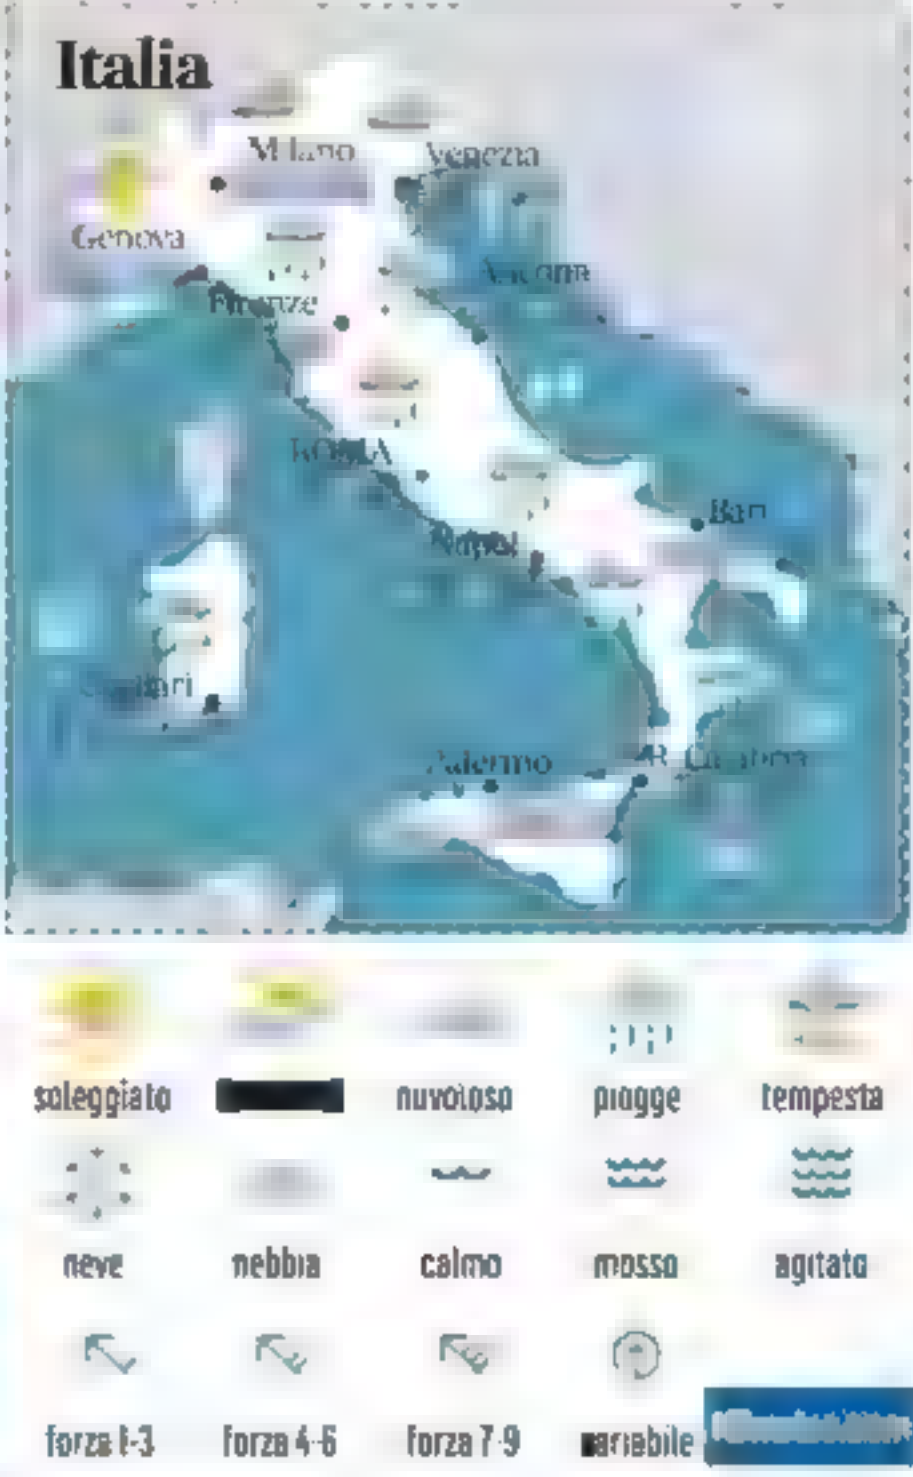 Italia
Milano
Venezia
Genova
Ancona
Firenze
ROMA
Bari
Napoli
Cagliari
Palermo
R. Calabria
soleggiato
nuvoloso
piogge
tempesta
neve
nebbia
calmo
mosso
agitato
forza 1-3
forza 4-6
forza 7-9
variabile